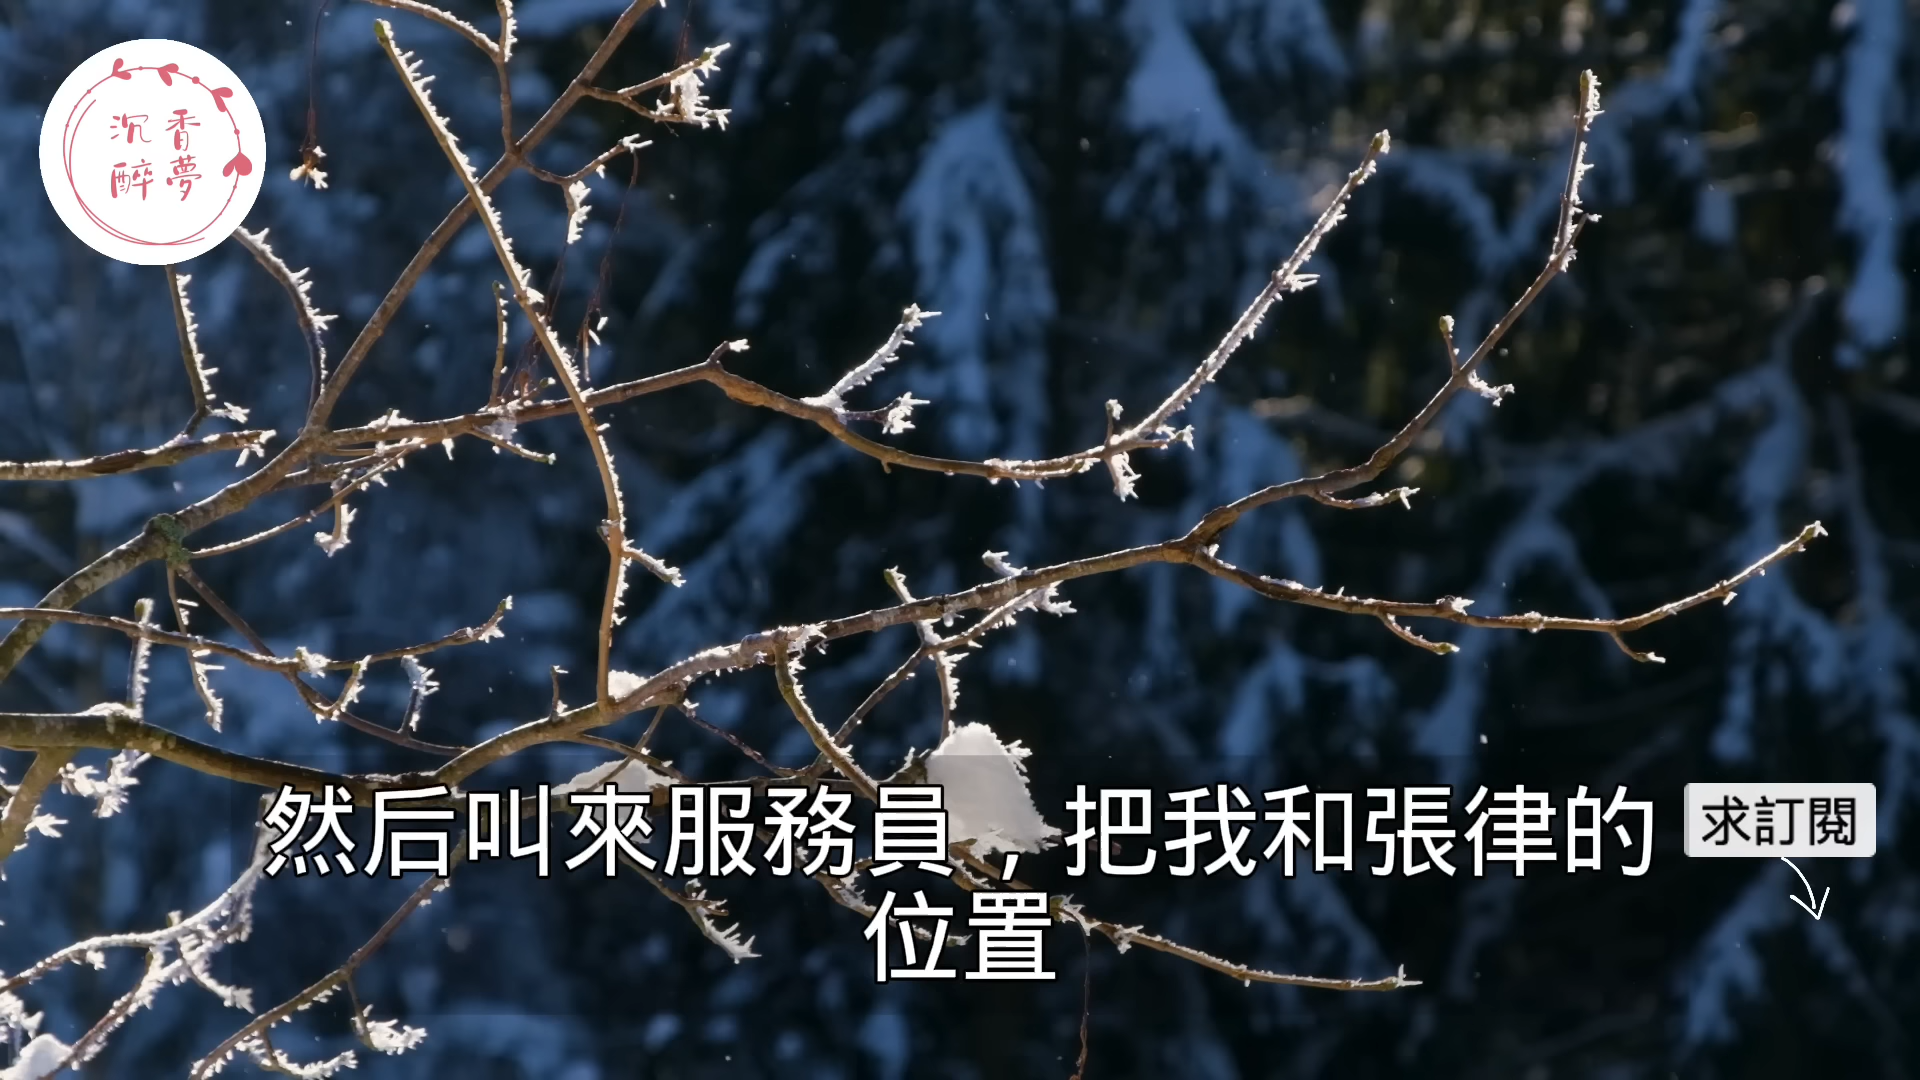 沉香
醉夢
然后叫來服務員，把我和張律的
位置
求訂閱